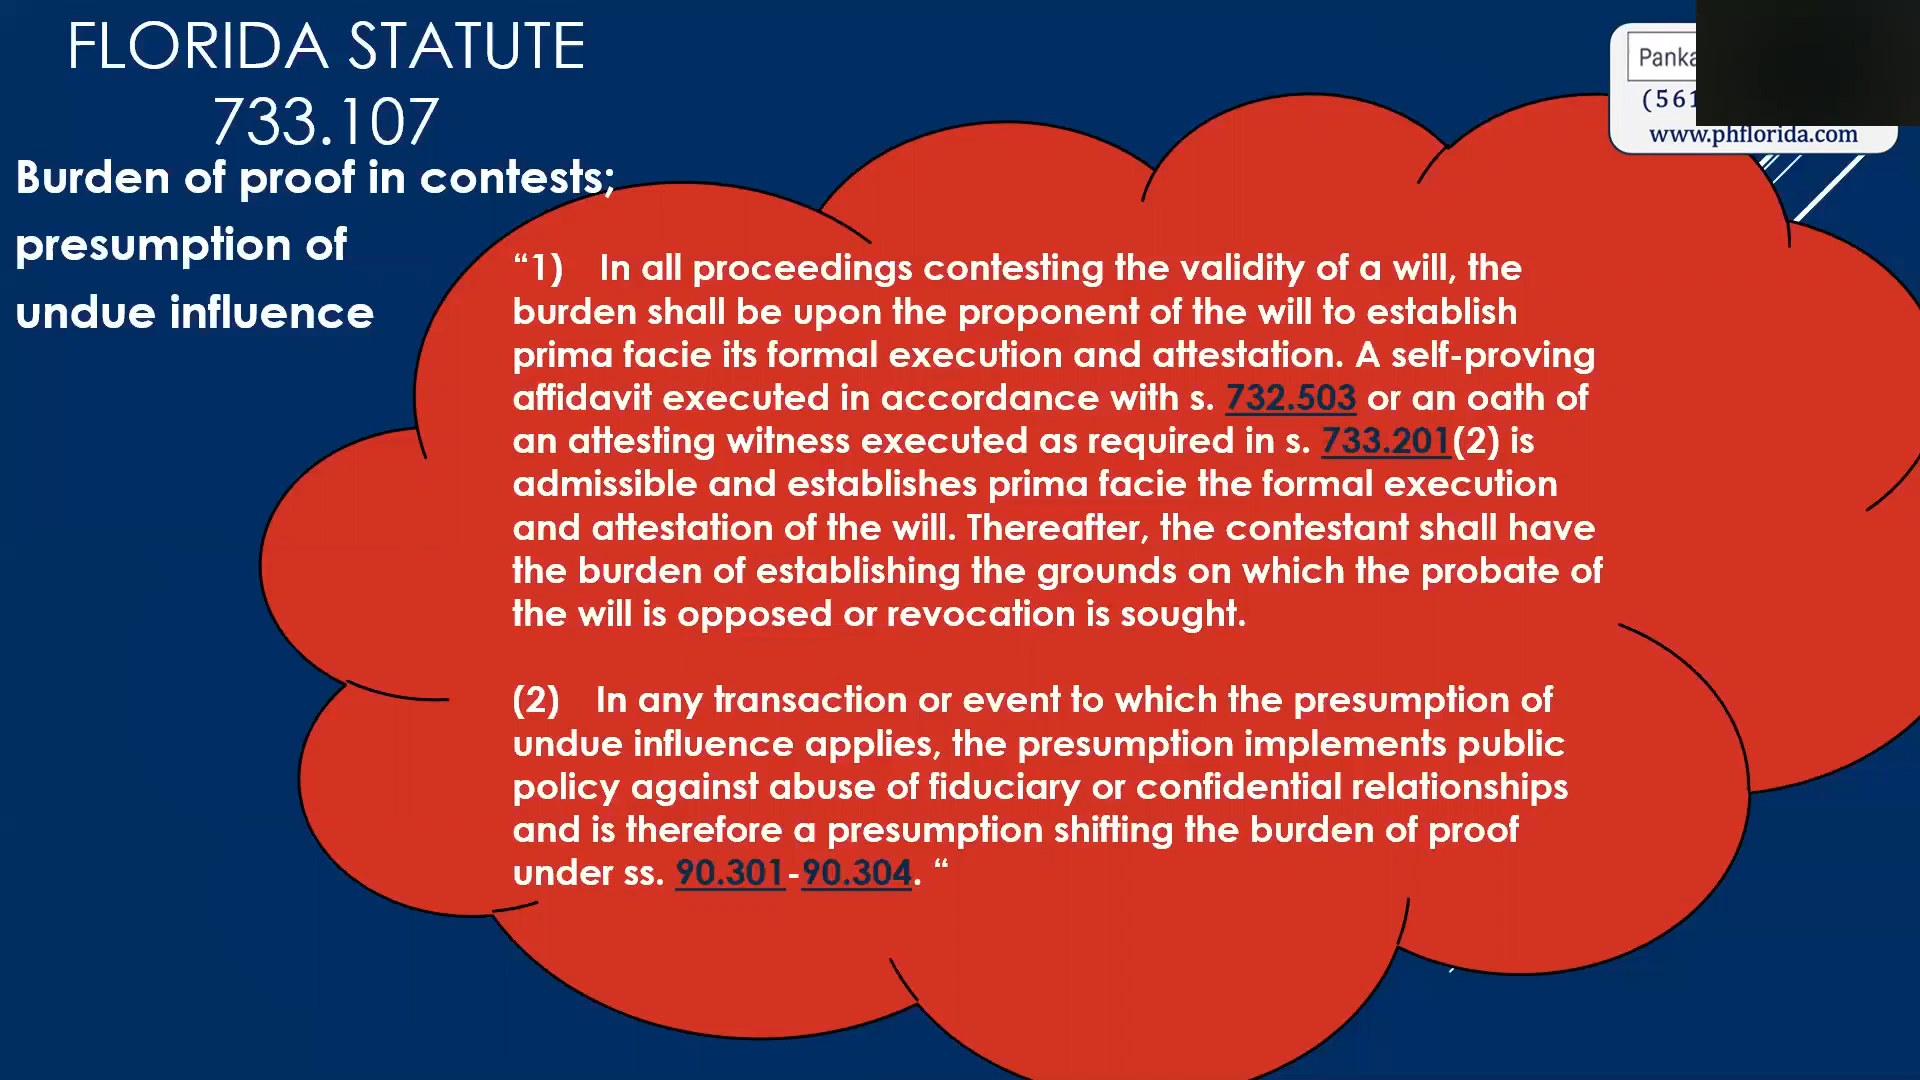 FLORIDA STATUTE
733.107
Burden of proof in contests;
presumption of
undue influence
(561
www.phflorida.com
“1) In all proceedings contesting the validity of a will, the
burden shall be upon the proponent of the will to establish
prima facie its formal execution and attestation. A self-proving
affidavit executed in accordance with s. 732.503 or an oath of
an attesting witness executed as required in s. 733.201(2) is
admissible and establishes prima facie the formal execution
and attestation of the will. Thereafter, the contestant shall have
the burden of establishing the grounds on which the probate of
the will is opposed or revocation is sought.
(2) In any transaction or event to which the presumption of
undue influence applies, the presumption implements public
policy against abuse of fiduciary or confidential relationships
and is therefore a presumption shifting the burden of proof
under ss. 90.301-90.304. “